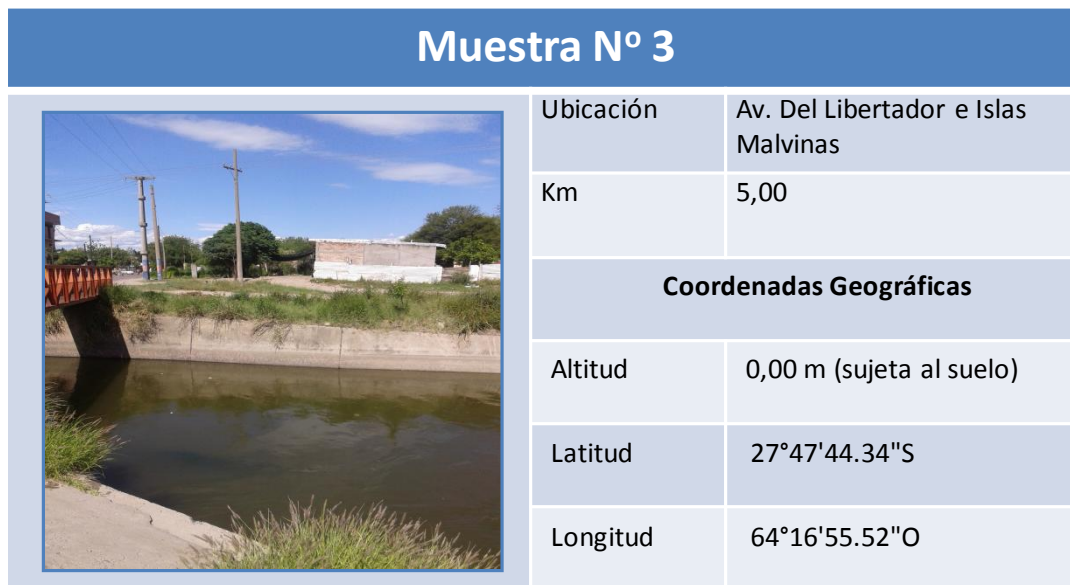 Muestra Nº 3
Ubicación
Av. Del Libertador e Islas
Malvinas
Km
5,00
Coordenadas Geográficas
Altitud
0,00 m (sujeta al suelo)
Latitud
27°47'44.34"S
Longitud
64°16'55.52"O